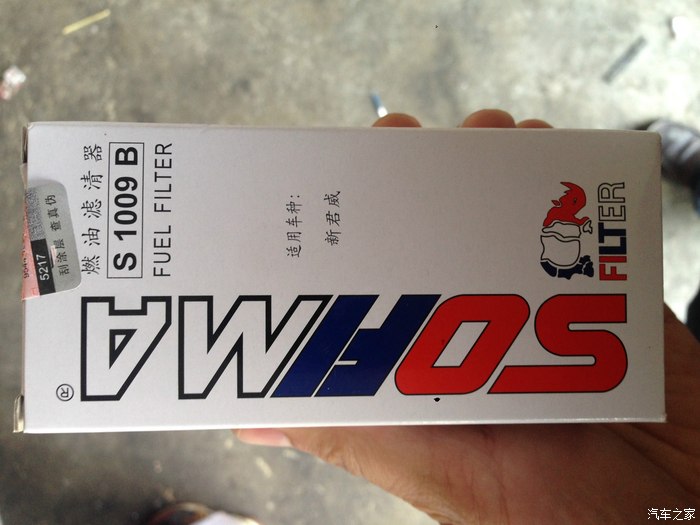 SOFIMA
®
FILTER
燃油滤清器
S 1009 B
FUEL FILTER
适用车种:
新君威
5217
刮涂层 查真伪
汽车之家